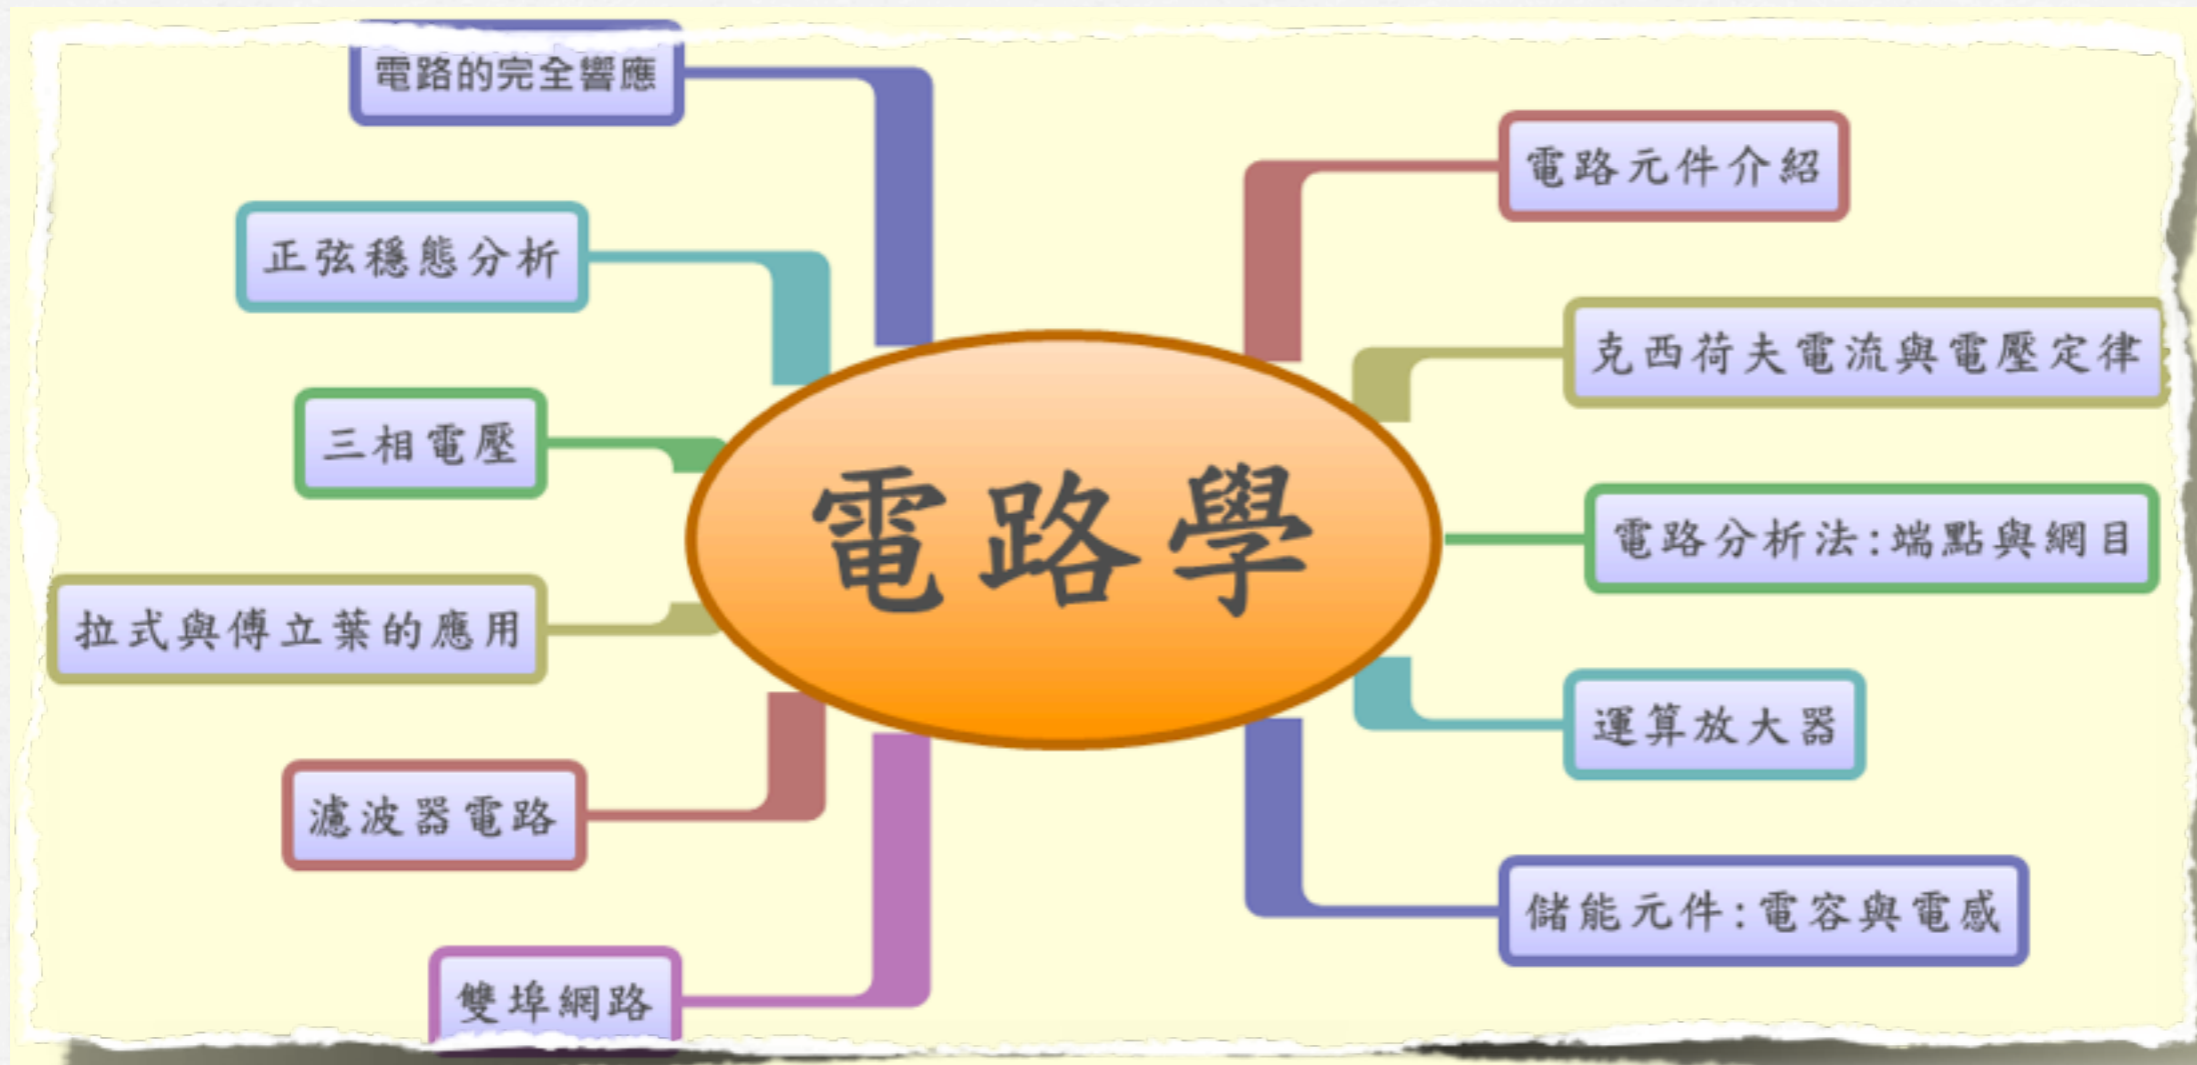 電路的完全響應
電路元件介紹
正弦穩態分析
克西荷夫電流與電壓定律
三相電壓
電路學
電路分析法:端點與網目
拉式與傅立葉的應用
運算放大器
濾波器電路
儲能元件:電容與電感
雙埠網路